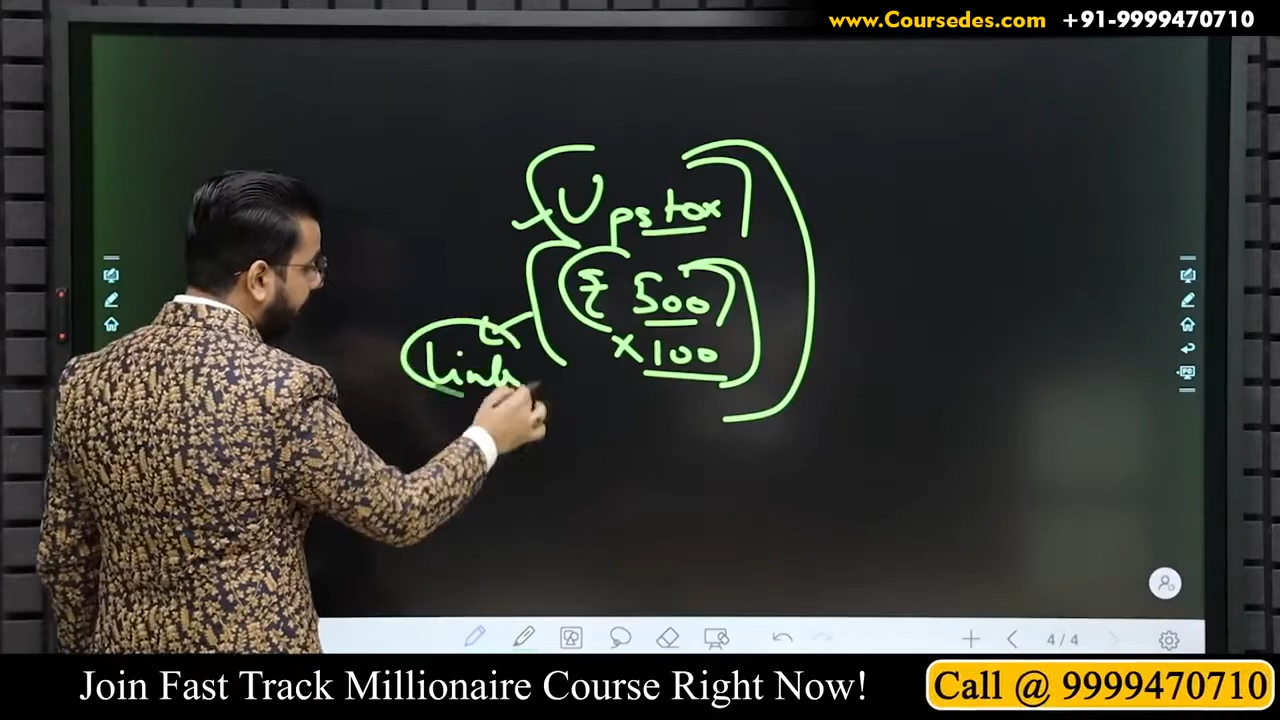 www.Coursedes.com +91-9999470710
Upstox
₹ 500
× 100
Link
4/4
Join Fast Track Millionaire Course Right Now!
Call @ 9999470710